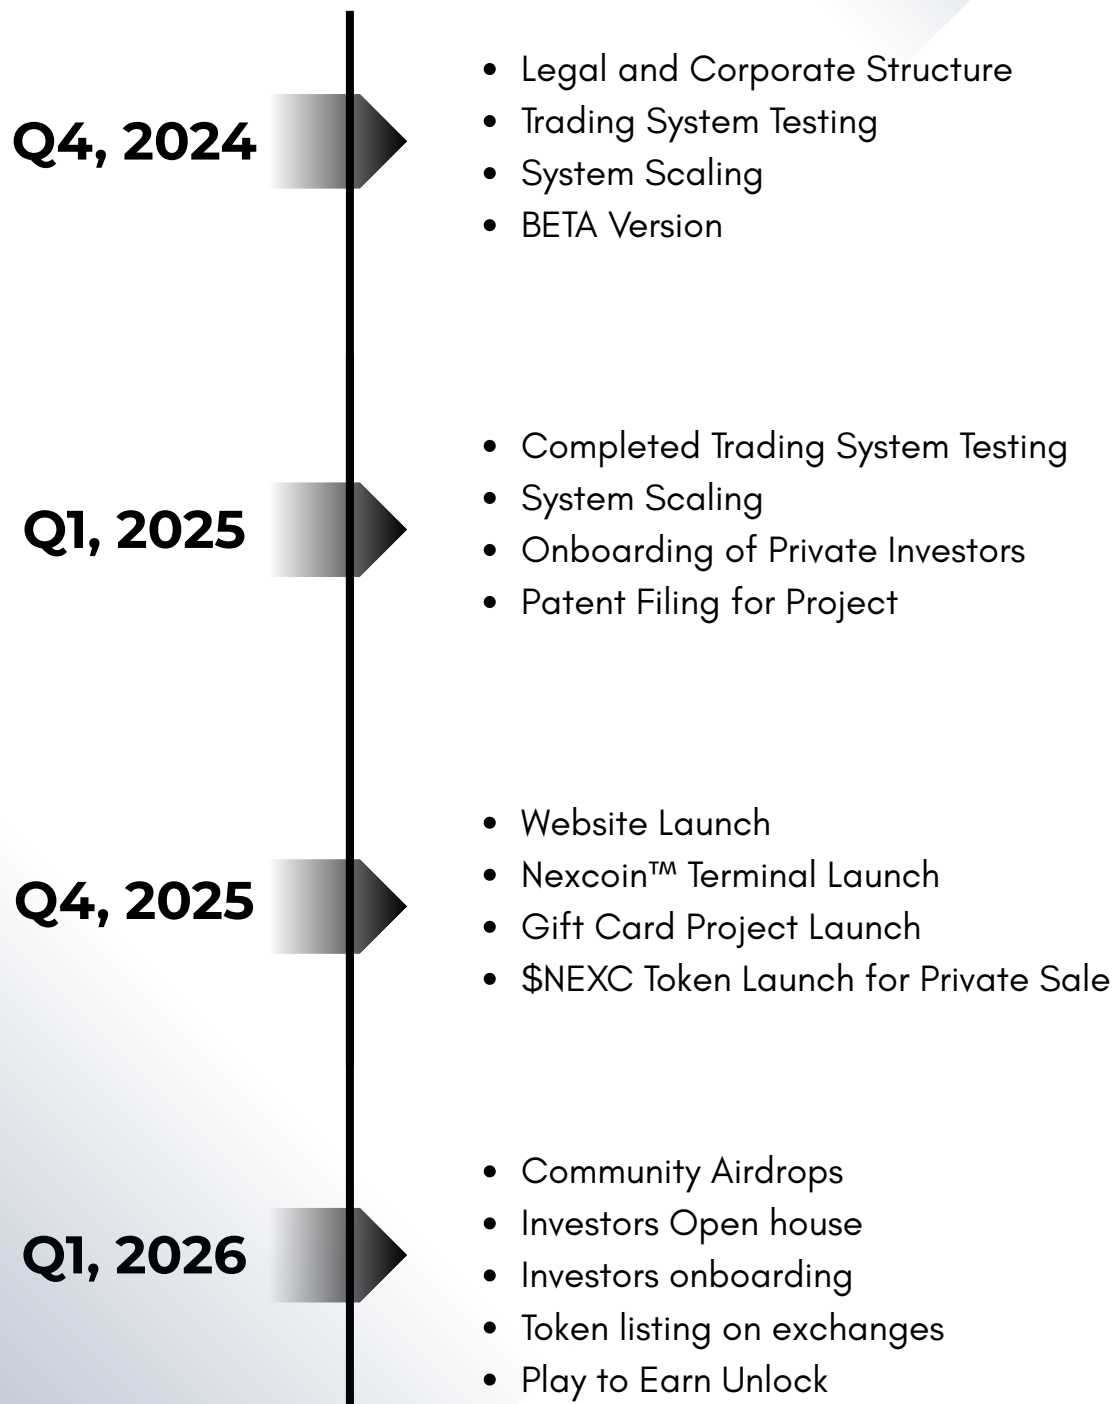 Q4, 2024
• Legal and Corporate Structure
• Trading System Testing
• System Scaling
• BETA Version
Q1, 2025
• Completed Trading System Testing
• System Scaling
• Onboarding of Private Investors
• Patent Filing for Project
Q4, 2025
• Website Launch
• Nexcoin™ Terminal Launch
• Gift Card Project Launch
• $NEXC Token Launch for Private Sale
Q1, 2026
• Community Airdrops
• Investors Open house
• Investors onboarding
• Token listing on exchanges
• Play to Earn Unlock